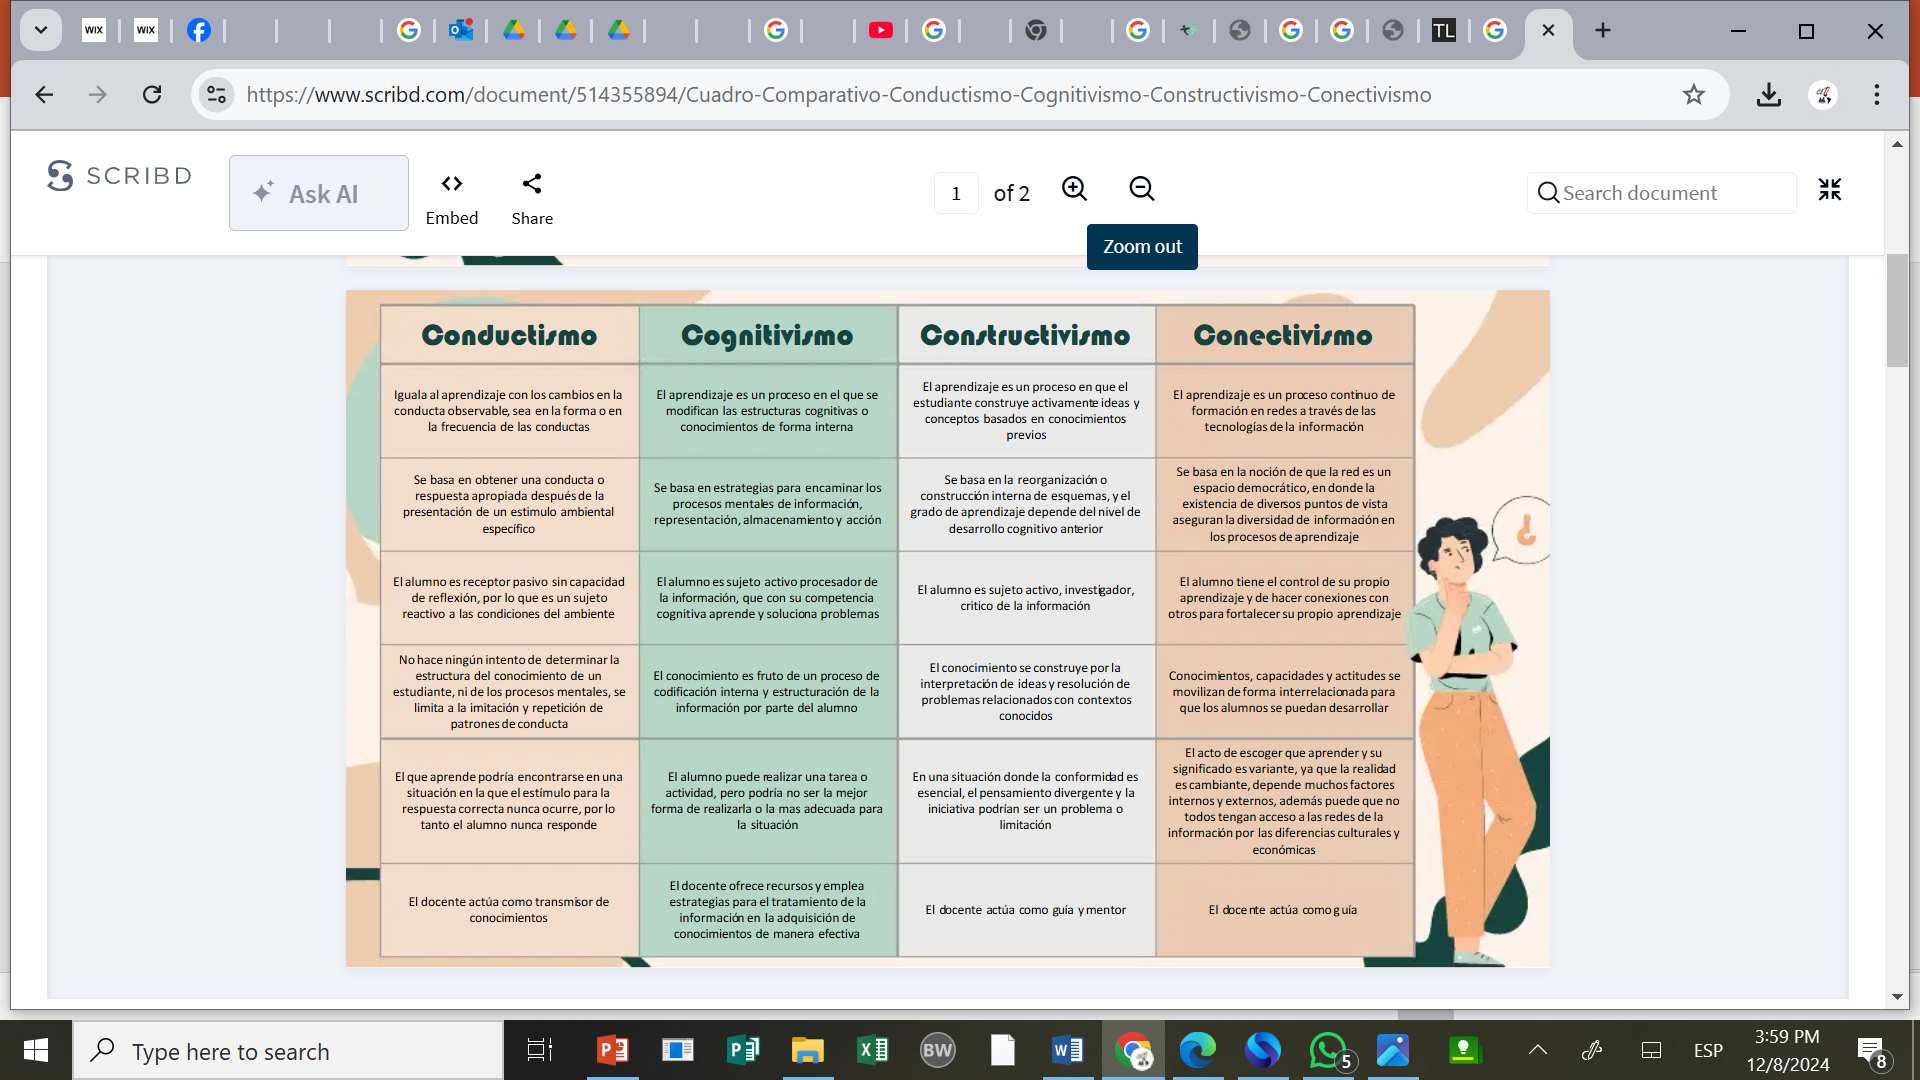 WIX
WIX
TL
https://www.scribd.com/document/514355894/Cuadro-Comparativo-Conductismo-Cognitivismo-Constructivismo-Conectivismo
SCRIBD
Ask AI
Embed
Share
1 of 2
Search document
Zoom out
Conductismo
Cognitivismo
Constructivismo
Conectivismo
Iguala al aprendizaje con los cambios en la
conducta observable, sea en la forma o en
la frecuencia de las conductas
El aprendizaje es un proceso en el que se
modifican las estructuras cognitivas o
conocimientos de forma interna
El aprendizaje es un proceso en que el
estudiante construye activamente ideas y
conceptos basados en conocimientos
previos
El aprendizaje es un proceso continuo de
formación en redes a través de las
tecnologías de la información
Se basa en obtener una conducta o
respuesta apropiada después de la
presentación de un estimulo ambiental
específico
Se basa en estrategias para encaminar los
procesos mentales de información,
representación, almacenamiento y acción
Se basa en la reorganización o
construcción interna de esquemas, y el
grado de aprendizaje depende del nivel de
desarrollo cognitivo anterior
Se basa en la noción de que la red es un
espacio democrático, en donde la
existencia de diversos puntos de vista
aseguran la diversidad de información en
los procesos de aprendizaje
El alumno es receptor pasivo sin capacidad
de reflexión, por lo que es un sujeto
reactivo a las condiciones del ambiente
El alumno es sujeto activo procesador de
la información, que con su competencia
cognitiva aprende y soluciona problemas
El alumno es sujeto activo, investigador,
critico de la información
El alumno tiene el control de su propio
aprendizaje y de hacer conexiones con
otros para fortalecer su propio aprendizaje
No hace ningún intento de determinar la
estructura del conocimiento de un
estudiante, ni de los procesos mentales, se
limita a la imitación y repetición de
patrones de conducta
El conocimiento es fruto de un proceso de
codificación interna y estructuración de la
información por parte del alumno
El conocimiento se construye por la
interpretación de ideas y resolución de
problemas relacionados con contextos
conocidos
Conocimientos, capacidades y actitudes se
movilizan de forma interrelacionada para
que los alumnos se puedan desarrollar
El que aprende podría encontrarse en una
situación en la que el estímulo para la
respuesta correcta nunca ocurre, por lo
tanto el alumno nunca responde
El alumno puede realizar una tarea o
actividad, pero podría no ser la mejor
forma de realizarla o la mas adecuada para
la situación
En una situación donde la conformidad es
esencial, el pensamiento divergente y la
iniciativa podrían ser un problema o
limitación
El acto de escoger que aprender y su
significado es variante, ya que la realidad
es cambiante, depende muchos factores
internos y externos, además puede que no
todos tengan acceso a las redes de la
información por las diferencias culturales y
económicas
El docente actúa como transmisor de
conocimientos
El docente ofrece recursos y emplea
estrategias para el tratamiento de la
información en la adquisición de
conocimientos de manera efectiva
El docente actúa como guía y mentor
El docente actúa como guía
¿
Type here to search
BW
5
ESP
3:59 PM
12/8/2024
8